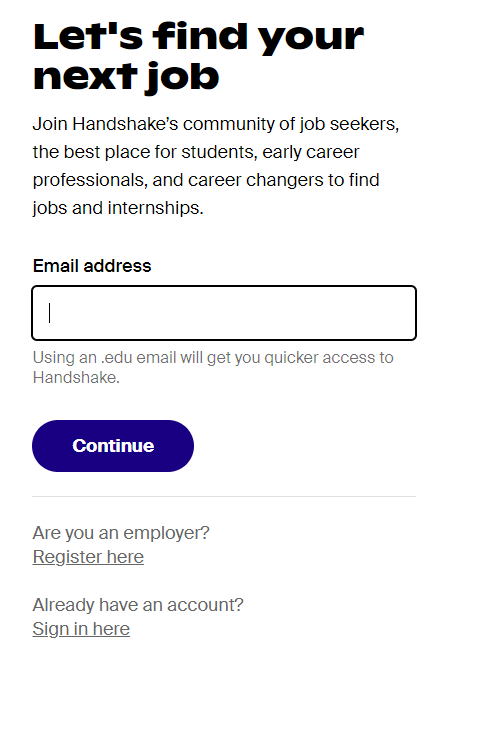 Let's find your
next job
Join Handshake's community of job seekers,
the best place for students, early career
professionals, and career changers to find
jobs and internships.
Email address
Using an .edu email will get you quicker access to
Handshake.
Continue
Are you an employer?
Register here
Already have an account?
Sign in here